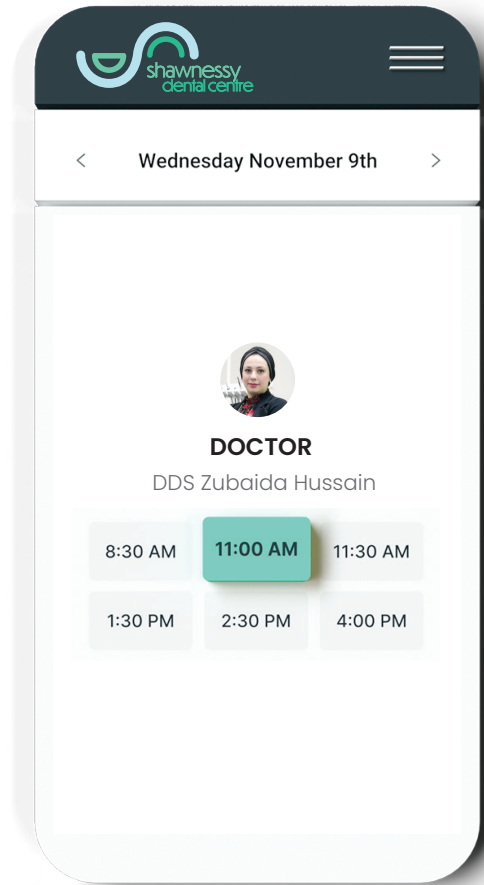 shawnessy
dental centre
Wednesday November 9th
DOCTOR
DDS Zubaida Hussain
8:30 AM 11:00 AM 11:30 AM
1:30 PM 2:30 PM 4:00 PM